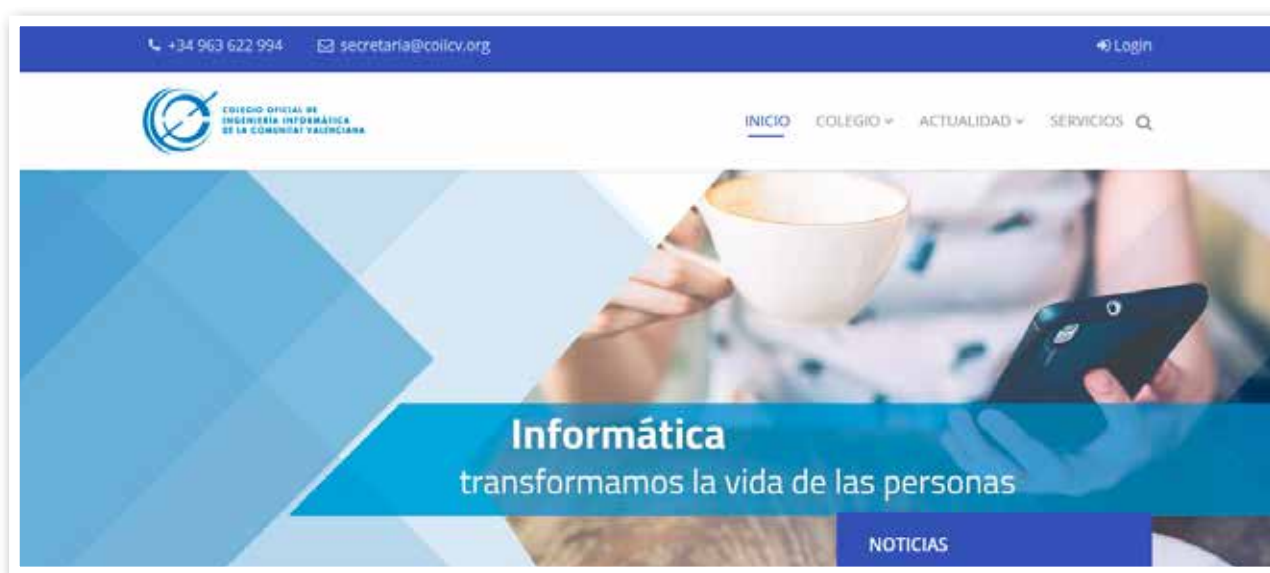 +34 963 622 994
secretaria@coiicv.org
Login
COLEGIO OFICIAL DE
INGENIERÍA INFORMÁTICA
DE LA COMUNITAT VALENCIANA
INICIO COLEGIO ACTUALIDAD SERVICIOS
Informática
transformamos la vida de las personas
NOTICIAS